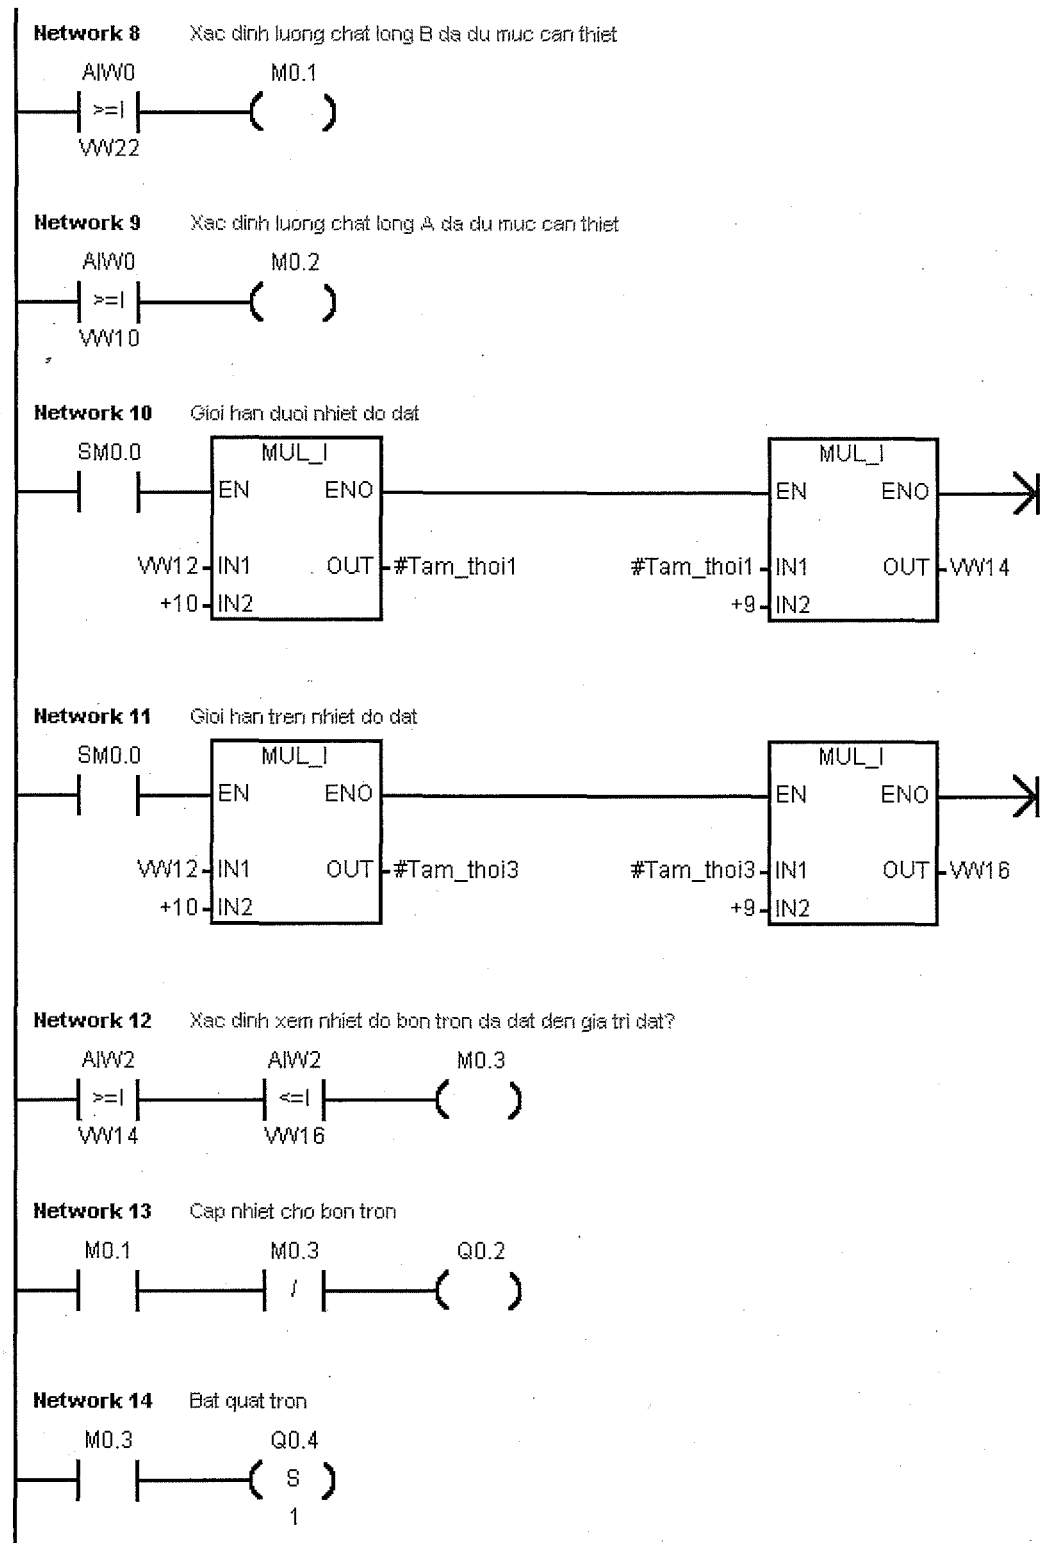 Network 8 Xac dinh luong chat long B da du muc can thiet
AIW0 M0.1
>=I
VW22
Network 9 Xac dinh luong chat long A da du muc can thiet
AIW0 M0.2
>=I
VW10
Network 10 Gioi han duoi nhiet do dat
SM0.0 MUL_I MUL_I
EN ENO EN ENO
VW12 IN1 OUT #Tam_thoi1 #Tam_thoi1 IN1 OUT VW14
+10 IN2 +9 IN2
Network 11 Gioi han tren nhiet do dat
SM0.0 MUL_I MUL_I
EN ENO EN ENO
VW12 IN1 OUT #Tam_thoi3 #Tam_thoi3 IN1 OUT VW16
+10 IN2 +9 IN2
Network 12 Xac dinh xem nhiet do bon tron da dat den gia tri dat?
AIW2 AIW2 M0.3
>=I <=I
VW14 VW16
Network 13 Cap nhiet cho bon tron
M0.1 M0.3 Q0.2
/
Network 14 Bat quat tron
M0.3 Q0.4
S
1